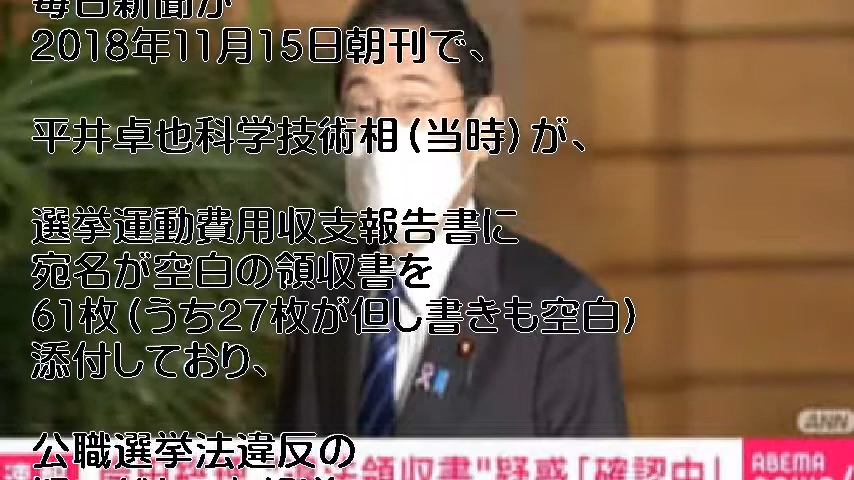 毎日新聞が
2018年11月15日朝刊で、
平井卓也科学技術相(当時)が、
選挙運動費用収支報告書に
宛名が空白の領収書を
61枚(うち27枚が但し書きも空白)
添付しており、
公職選挙法違反の
ANN
領収書"疑惑「確認中」
ABEMA